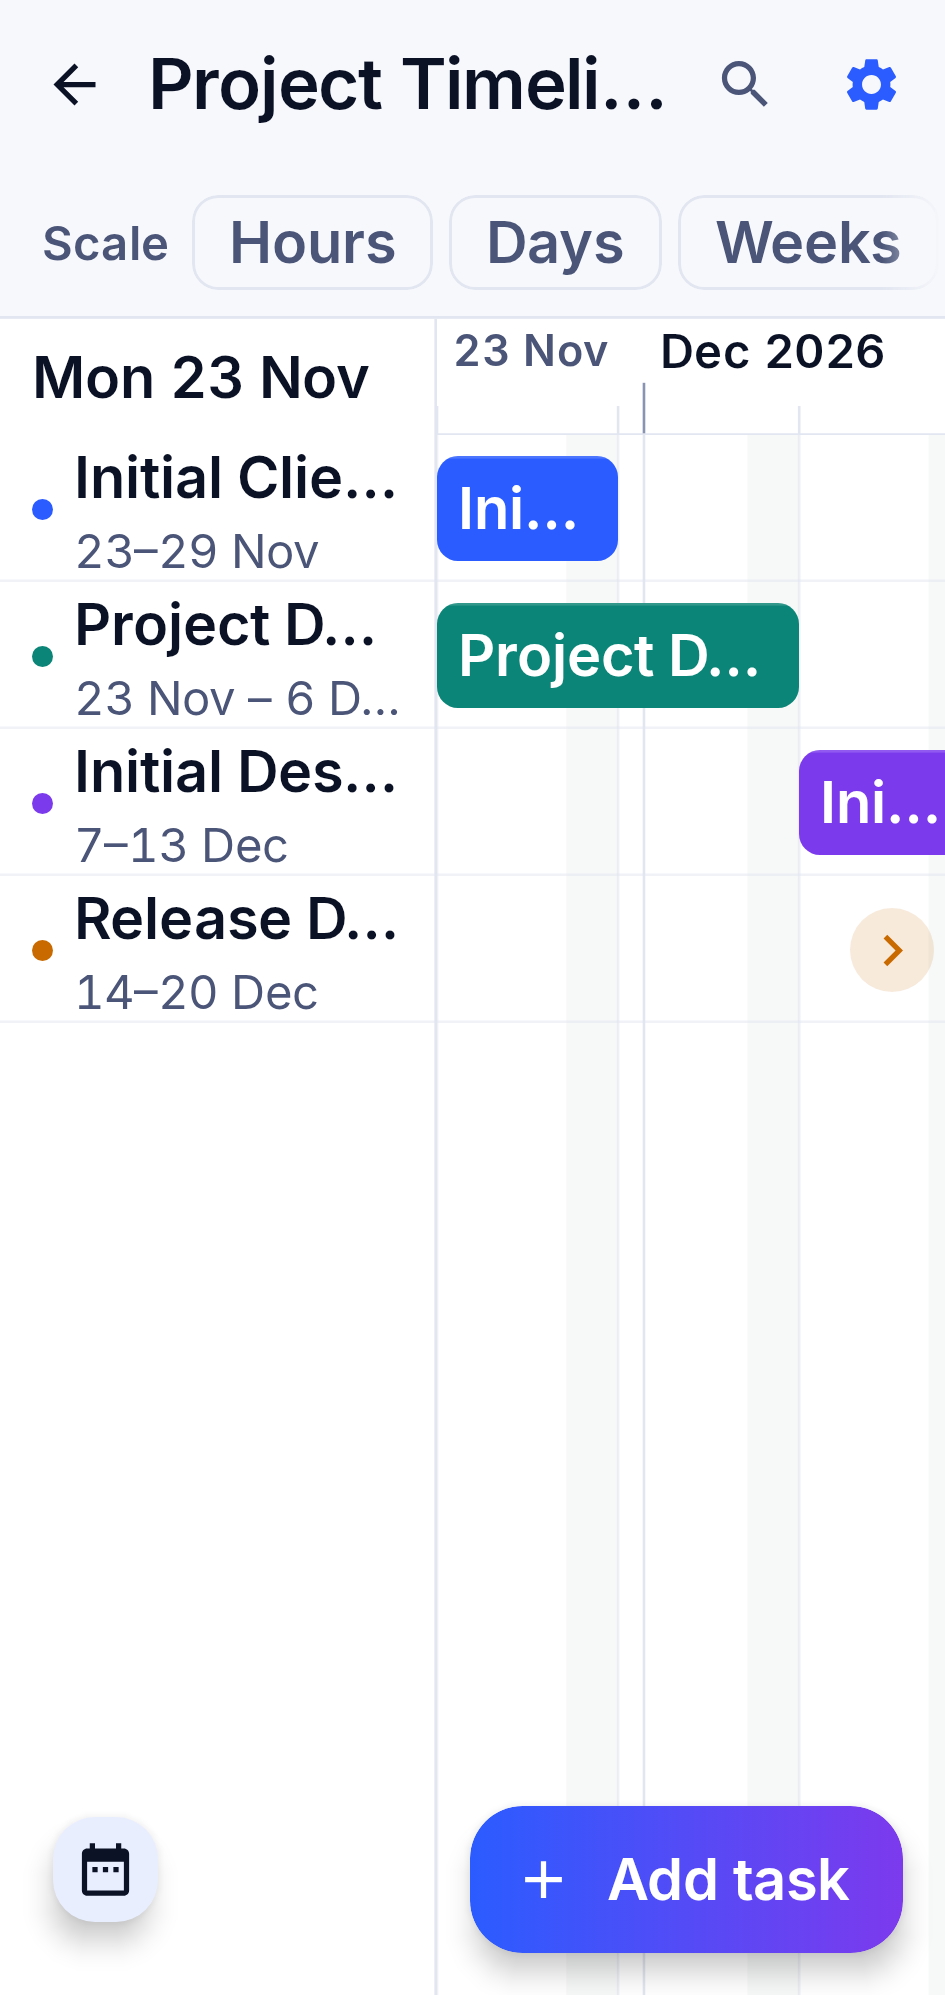 Project Timeli...
Scale Hours Days Weeks
Mon 23 Nov
23 Nov Dec 2026
Initial Clie...
23–29 Nov
Ini...
Project D...
23 Nov – 6 D...
Project D...
Initial Des...
7–13 Dec
Ini...
Release D...
14–20 Dec
Add task